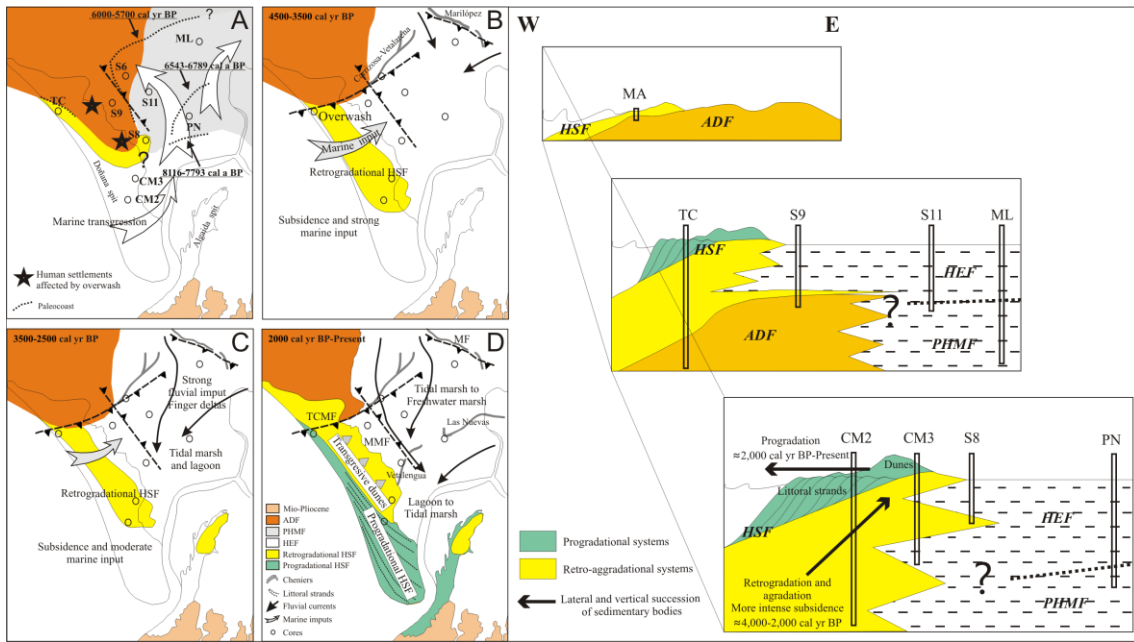 6000-5700 cal yr BP
?
A
ML
6543-6789 cal a BP
S6
TC
S11
S9
PN
S8
?
8116-7793 cal a BP
CM3
CM2
Doñana spit
Marine transgression
Algaida spit
Human settlements
affected by overwash
Paleocoast
4500-3500 cal yr BP
Marilópez
B
Carrizosa-Vetalarena
Overwash
Marine input
Retrogradational HSF
Subsidence and strong
marine input
3500-2500 cal yr BP
C
Strong
fluvial imput
Finger deltas
Tidal marsh
and lagoon
Retrogradational HSF
Subsidence and moderate
marine input
2000 cal yr BP-Present
MF
D
Tidal marsh to
Freshwater marsh
TCMF
Las Nuevas
MMF
Transgresive dunes
Vetalengua
Lagoon to
Tidal marsh
Progradational HSF
Mio-Pliocene
ADF
PHMF
HEF
Retrogradational HSF
Progradational HSF
Cheniers
Littoral strands
Fluvial currents
Marine imputs
Cores
W
E
MA
HSF
ADF
TC
S9
S11
ML
HSF
HEF
?
ADF
PHMF
CM2
CM3
S8
PN
Progradation
≈2,000 cal yr BP-Present
Dunes
Littoral strands
HSF
HEF
?
Retrogradation and
agradation
More intense subsidence
≈4,000-2,000 cal yr BP
PHMF
Progradational systems
Retro-aggradational systems
Lateral and vertical succession
of sedimentary bodies